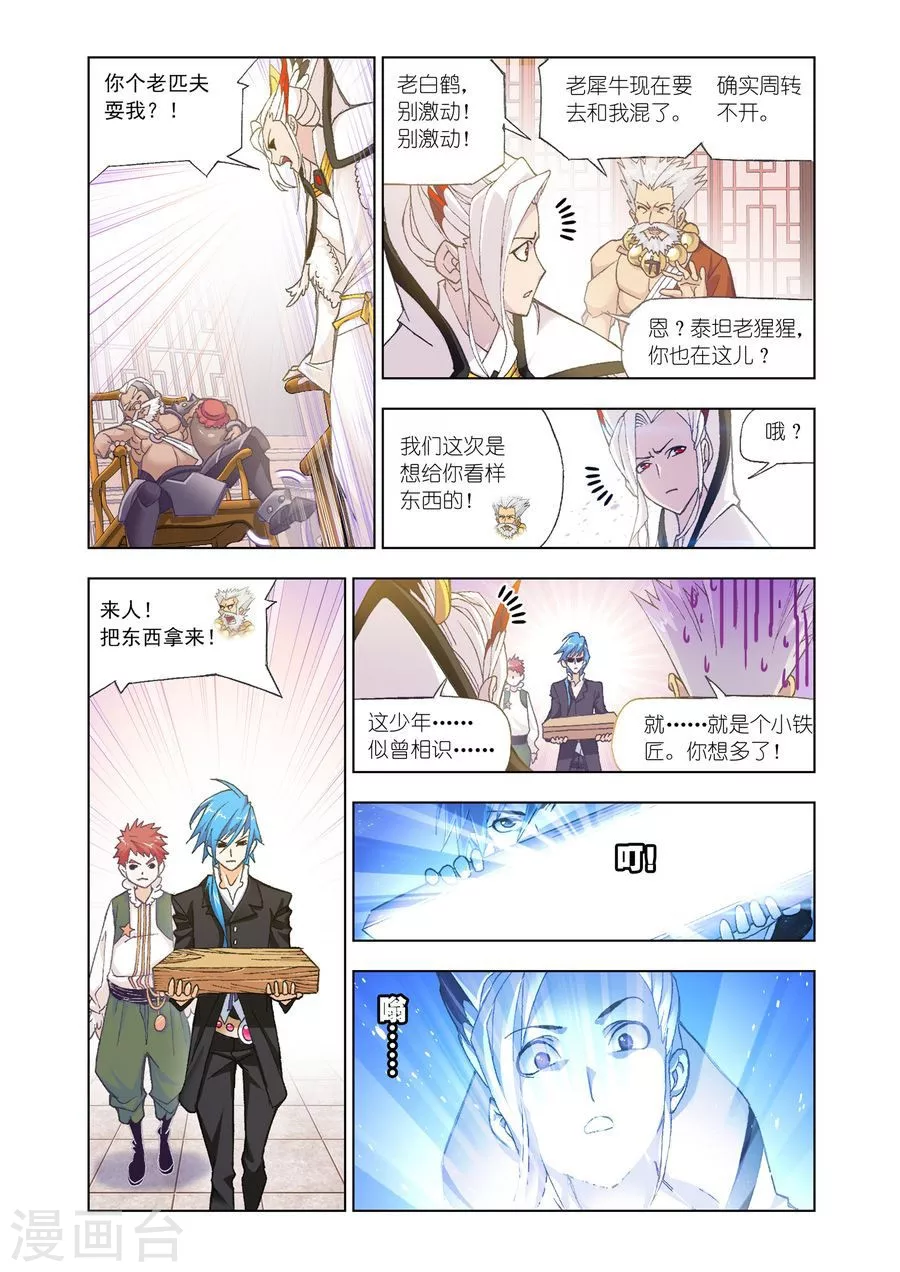 你个老匹夫
耍我？！
老白鹤，
别激动！
别激动！
老犀牛现在要
去和我混了。
确实周转
不开。
恩？泰坦老猩猩，
你也在这儿？
我们这次是
想给你看样
东西的！
哦？
来人！
把东西拿来！
这少年……
似曾相识……
就……就是个小铁
匠。你想多了！
叮！
嗡……
漫画台